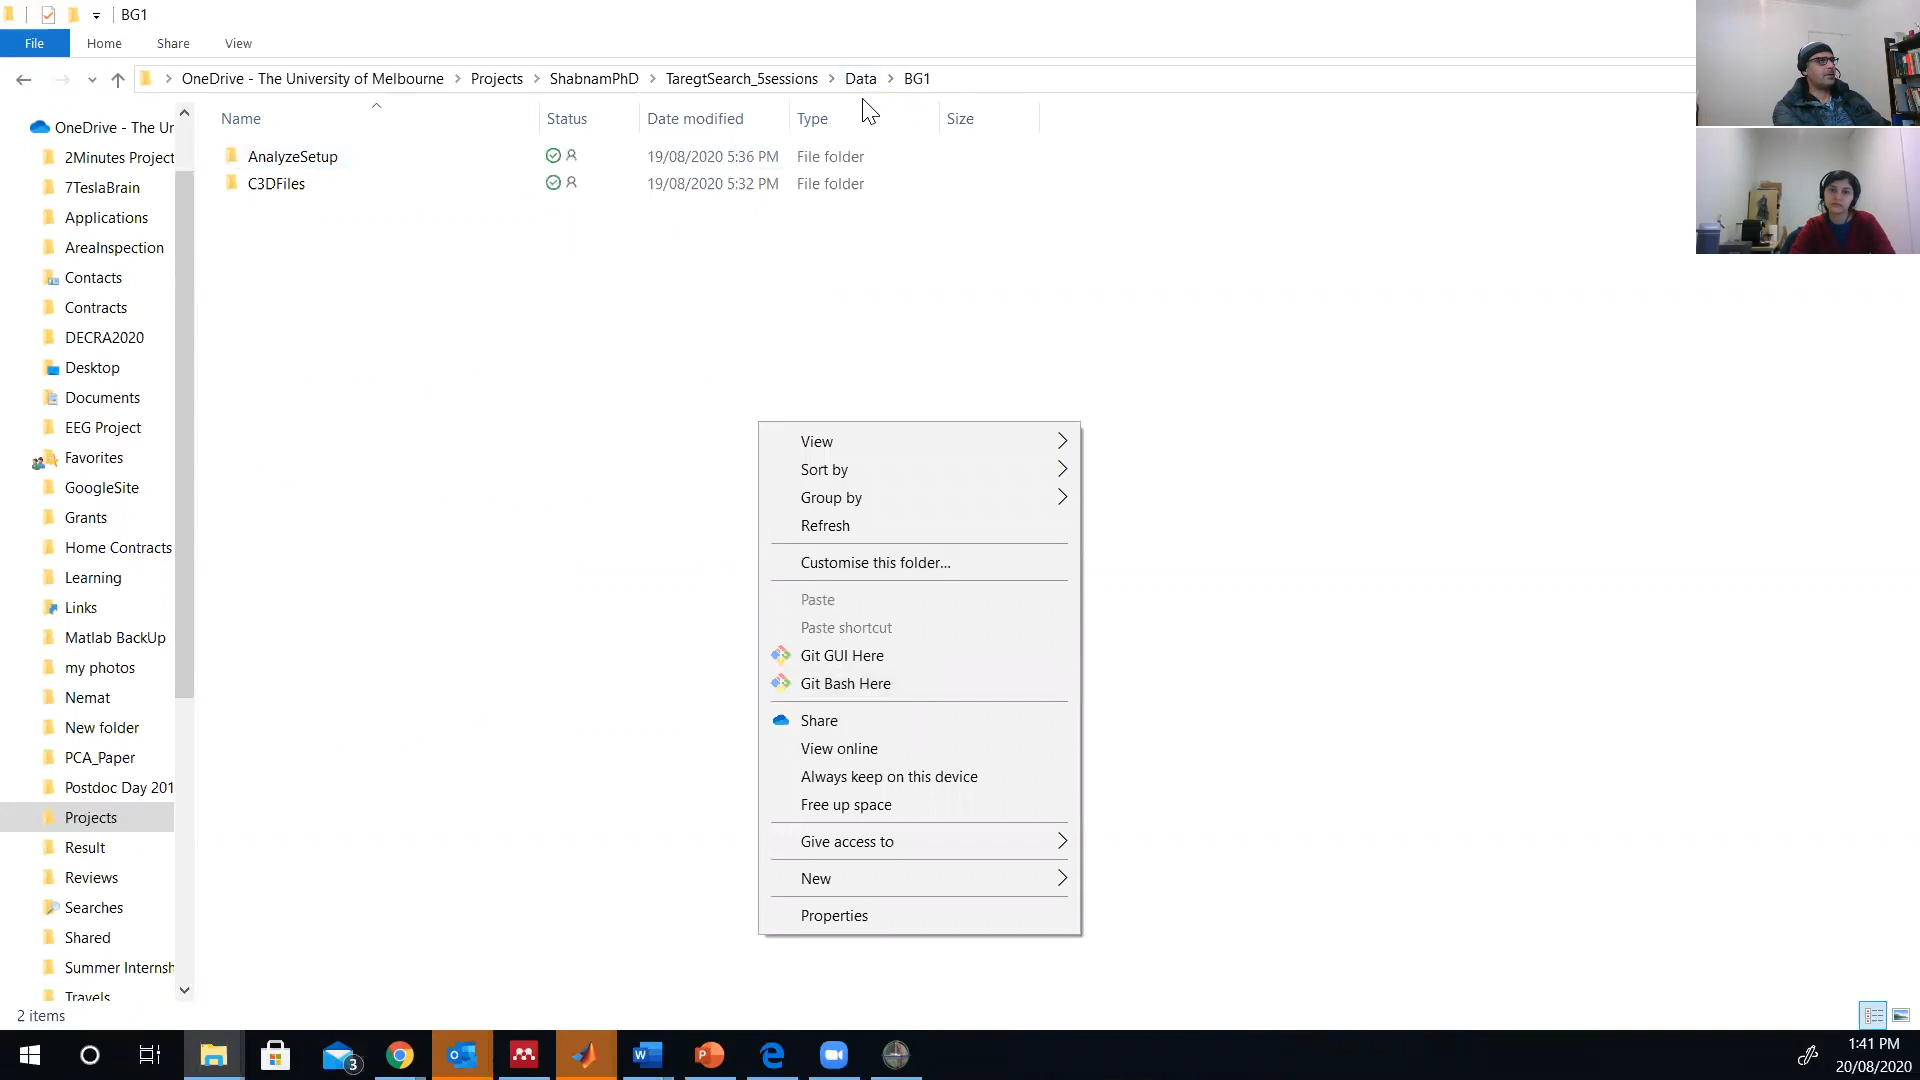 BG1
File Home Share View
OneDrive - The University of Melbourne Projects ShabnamPhD TaregtSearch_5sessions Data BG1
Name Status Date modified Type Size
AnalyzeSetup 19/08/2020 5:36 PM File folder
C3DFiles 19/08/2020 5:32 PM File folder
OneDrive - The Ur
2Minutes Project
7TeslaBrain
Applications
AreaInspection
Contacts
Contracts
DECRA2020
Desktop
Documents
EEG Project
Favorites
GoogleSite
Grants
Home Contracts
Learning
Links
Matlab BackUp
my photos
Nemat
New folder
PCA_Paper
Postdoc Day 201
Projects
Result
Reviews
Searches
Shared
Summer Internsh
Travels
View
Sort by
Group by
Refresh
Customise this folder...
Paste
Paste shortcut
Git GUI Here
Git Bash Here
Share
View online
Always keep on this device
Free up space
Give access to
New
Properties
2 items
3
1:41 PM
20/08/2020